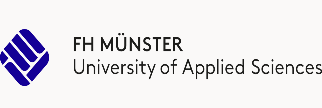 FH MÜNSTER
University of Applied Sciences